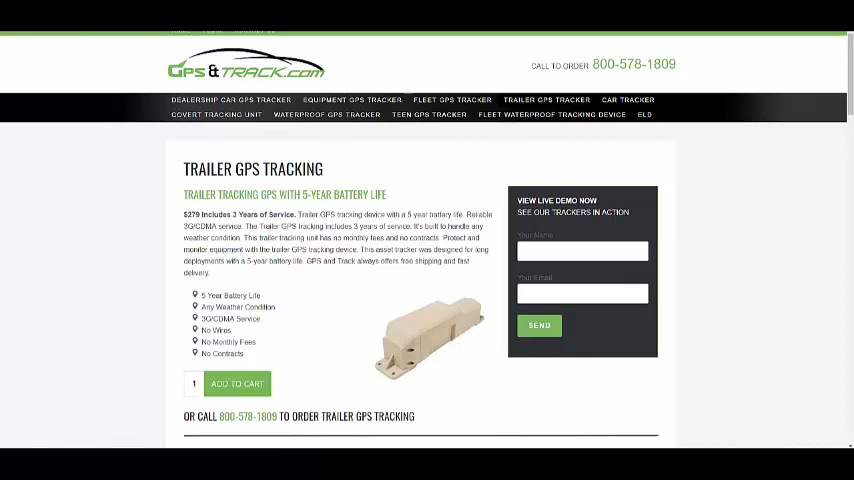 GPS & TRACK.COM
CALL TO ORDER 800-578-1809
DEALERSHIP CAR GPS TRACKER EQUIPMENT GPS TRACKER FLEET GPS TRACKER TRAILER GPS TRACKER CAR TRACKER
COVERT TRACKING UNIT WATERPROOF GPS TRACKER TEEN GPS TRACKER FLEET WATERPROOF TRACKING DEVICE ELD
TRAILER GPS TRACKING
TRAILER TRACKING GPS WITH 5-YEAR BATTERY LIFE
$279 Includes 3 Years of Service. Trailer GPS tracking device with a 5 year battery life. Reliable
3G/CDMA service. The Trailer GPS tracking includes 3 years of service. It's built to handle any
weather condition. This trailer tracking unit has no monthly fees and no contracts. Protect and
monitor equipment with the trailer GPS tracking device. This asset tracker was designed for long
deployments with a 5-year battery life. GPS and Track always offers free shipping and fast
delivery.
5 Year Battery Life
Any Weather Condition
3G/CDMA Service
No Wires
No Monthly Fees
No Contracts
1 ADD TO CART
OR CALL 800-578-1809 TO ORDER TRAILER GPS TRACKING
VIEW LIVE DEMO NOW
SEE OUR TRACKERS IN ACTION
Your Name
Your Email
SEND